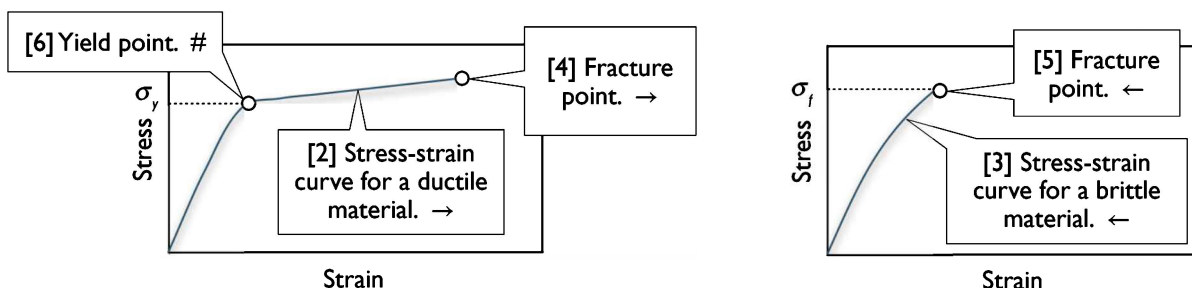 [6] Yield point. #
[4] Fracture
point. →
σy
Stress
[2] Stress-strain
curve for a ductile
material. →
Strain
[5] Fracture
point. ←
σf
Stress
[3] Stress-strain
curve for a brittle
material. ←
Strain